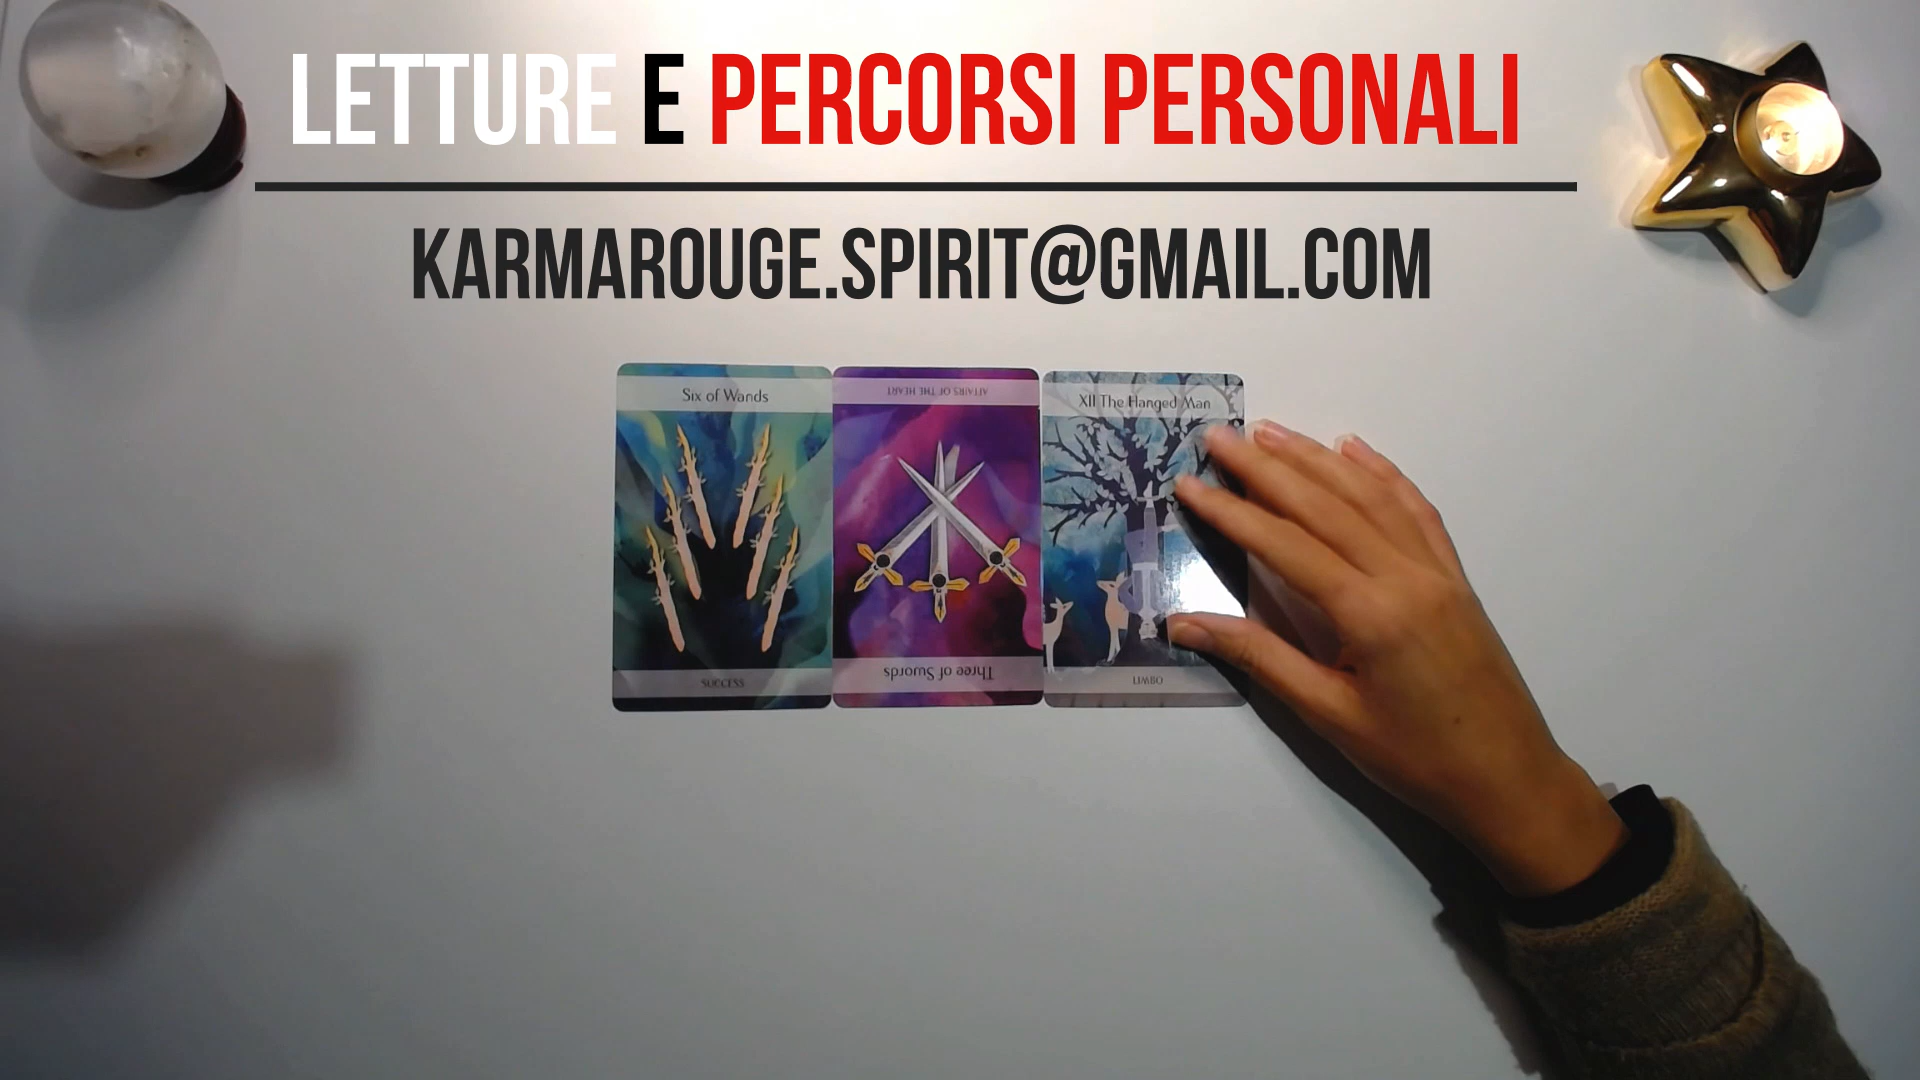 LETTURE E PERCORSI PERSONALI
KARMAROUGE.SPIRIT@GMAIL.COM
Six of Wands
AFFAIRS OF THE HEART
XII The Hanged Man
SUCCESS
Three of Swords
LIMBO